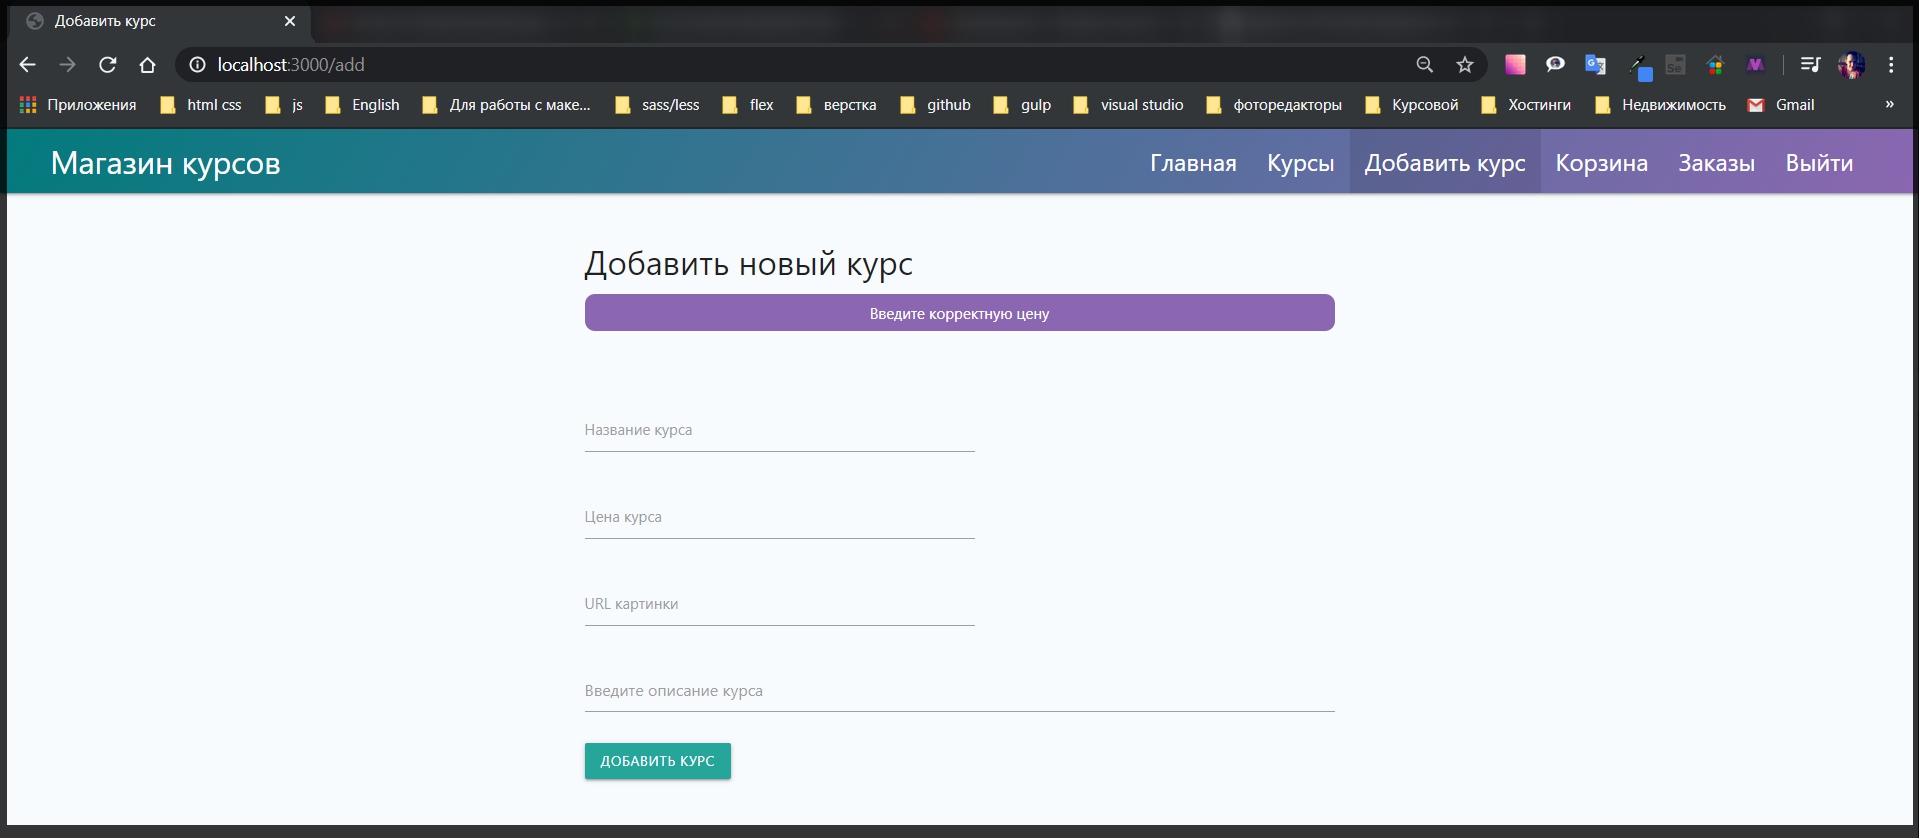 Добавить курс
localhost:3000/add
Приложения html css js English Для работы с маке... sass/less flex верстка github gulp visual studio фоторедакторы Курсовой Хостинги Недвижимость Gmail »
Магазин курсов Главная Курсы Добавить курс Корзина Заказы Выйти
Добавить новый курс
Введите корректную цену
Название курса
Цена курса
URL картинки
Введите описание курса
ДОБАВИТЬ КУРС